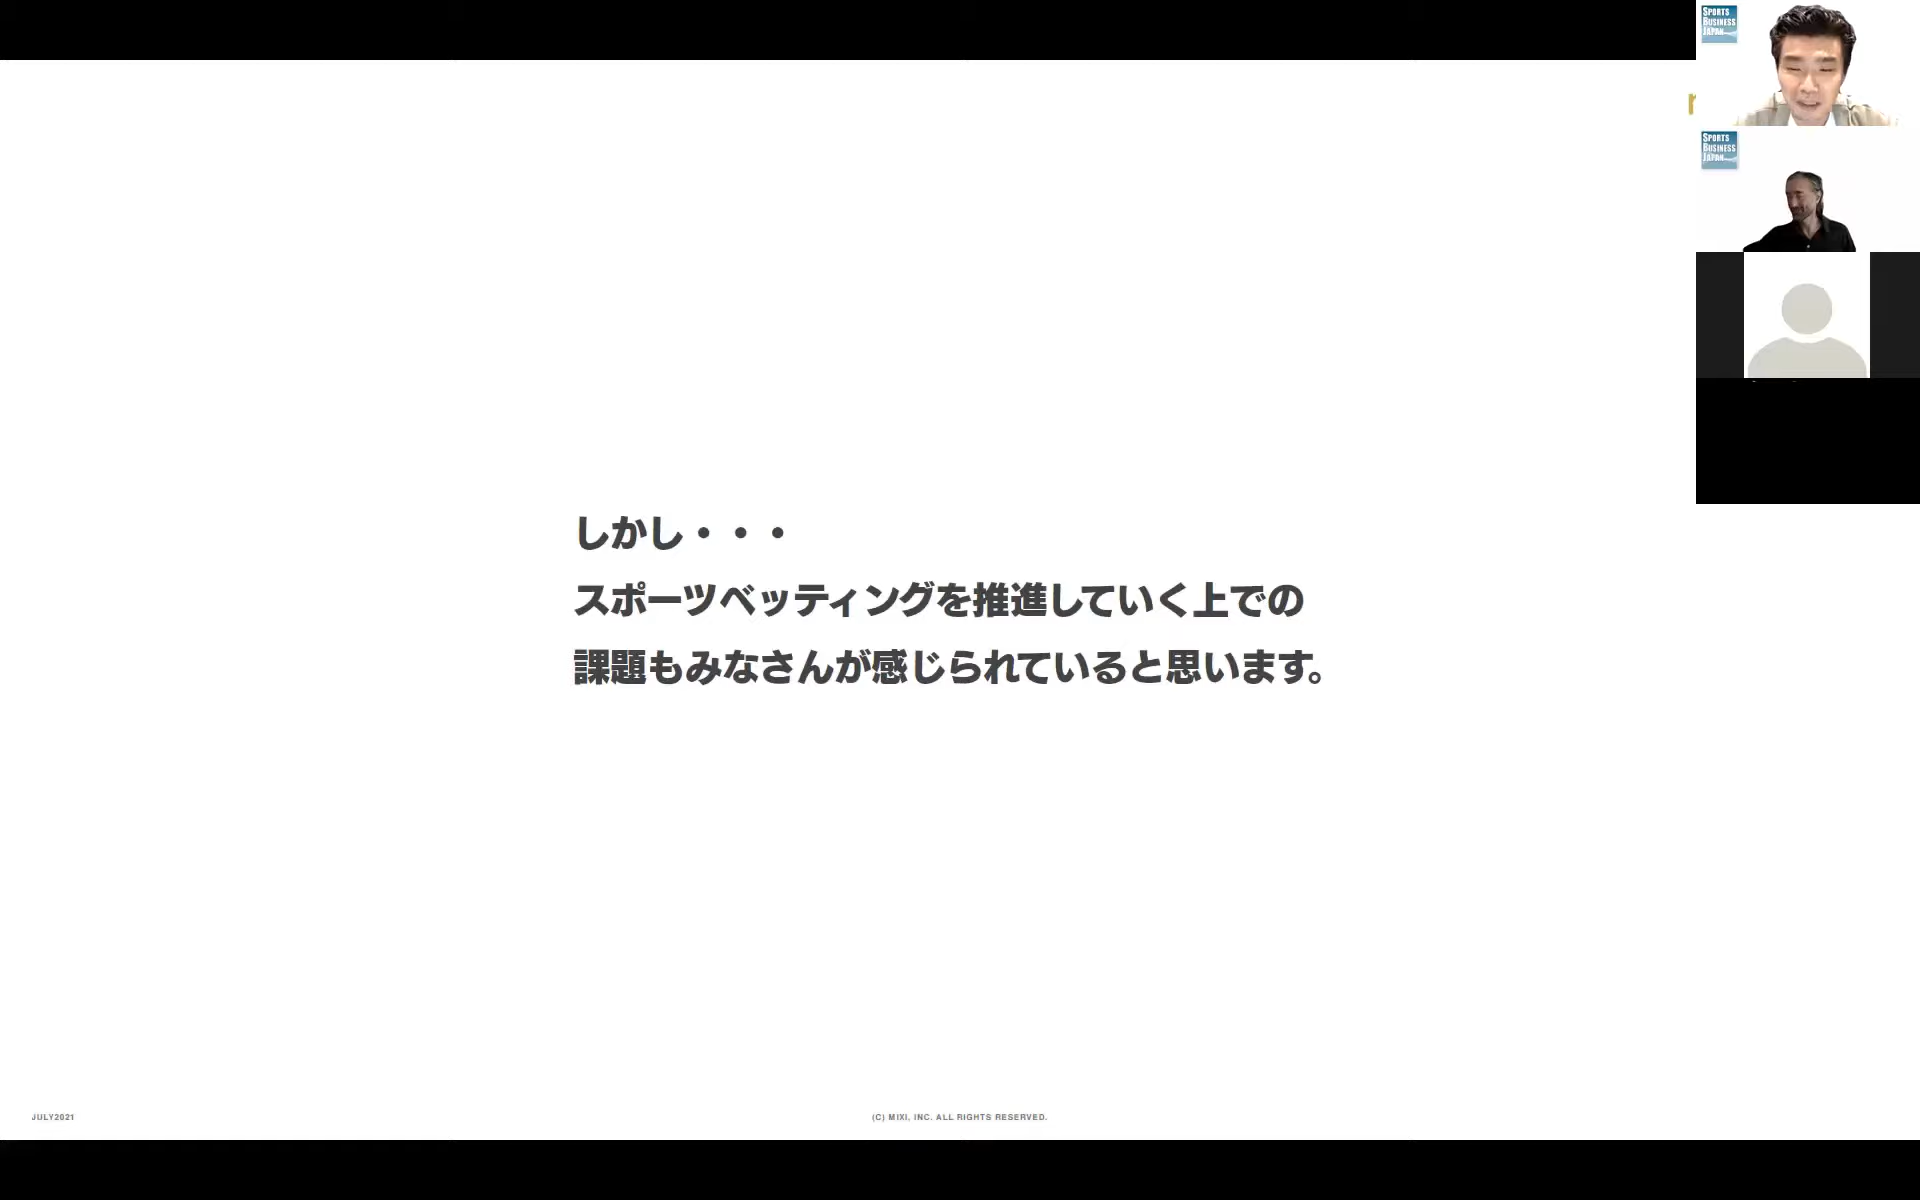 SPORTS
BUSINESS
JAPAN
SPORTS
BUSINESS
JAPAN
しかし・・・
スポーツベッティングを推進していく上での
課題もみなさんが感じられていると思います。
JULY2021
(C) MIXI, INC. ALL RIGHTS RESERVED.